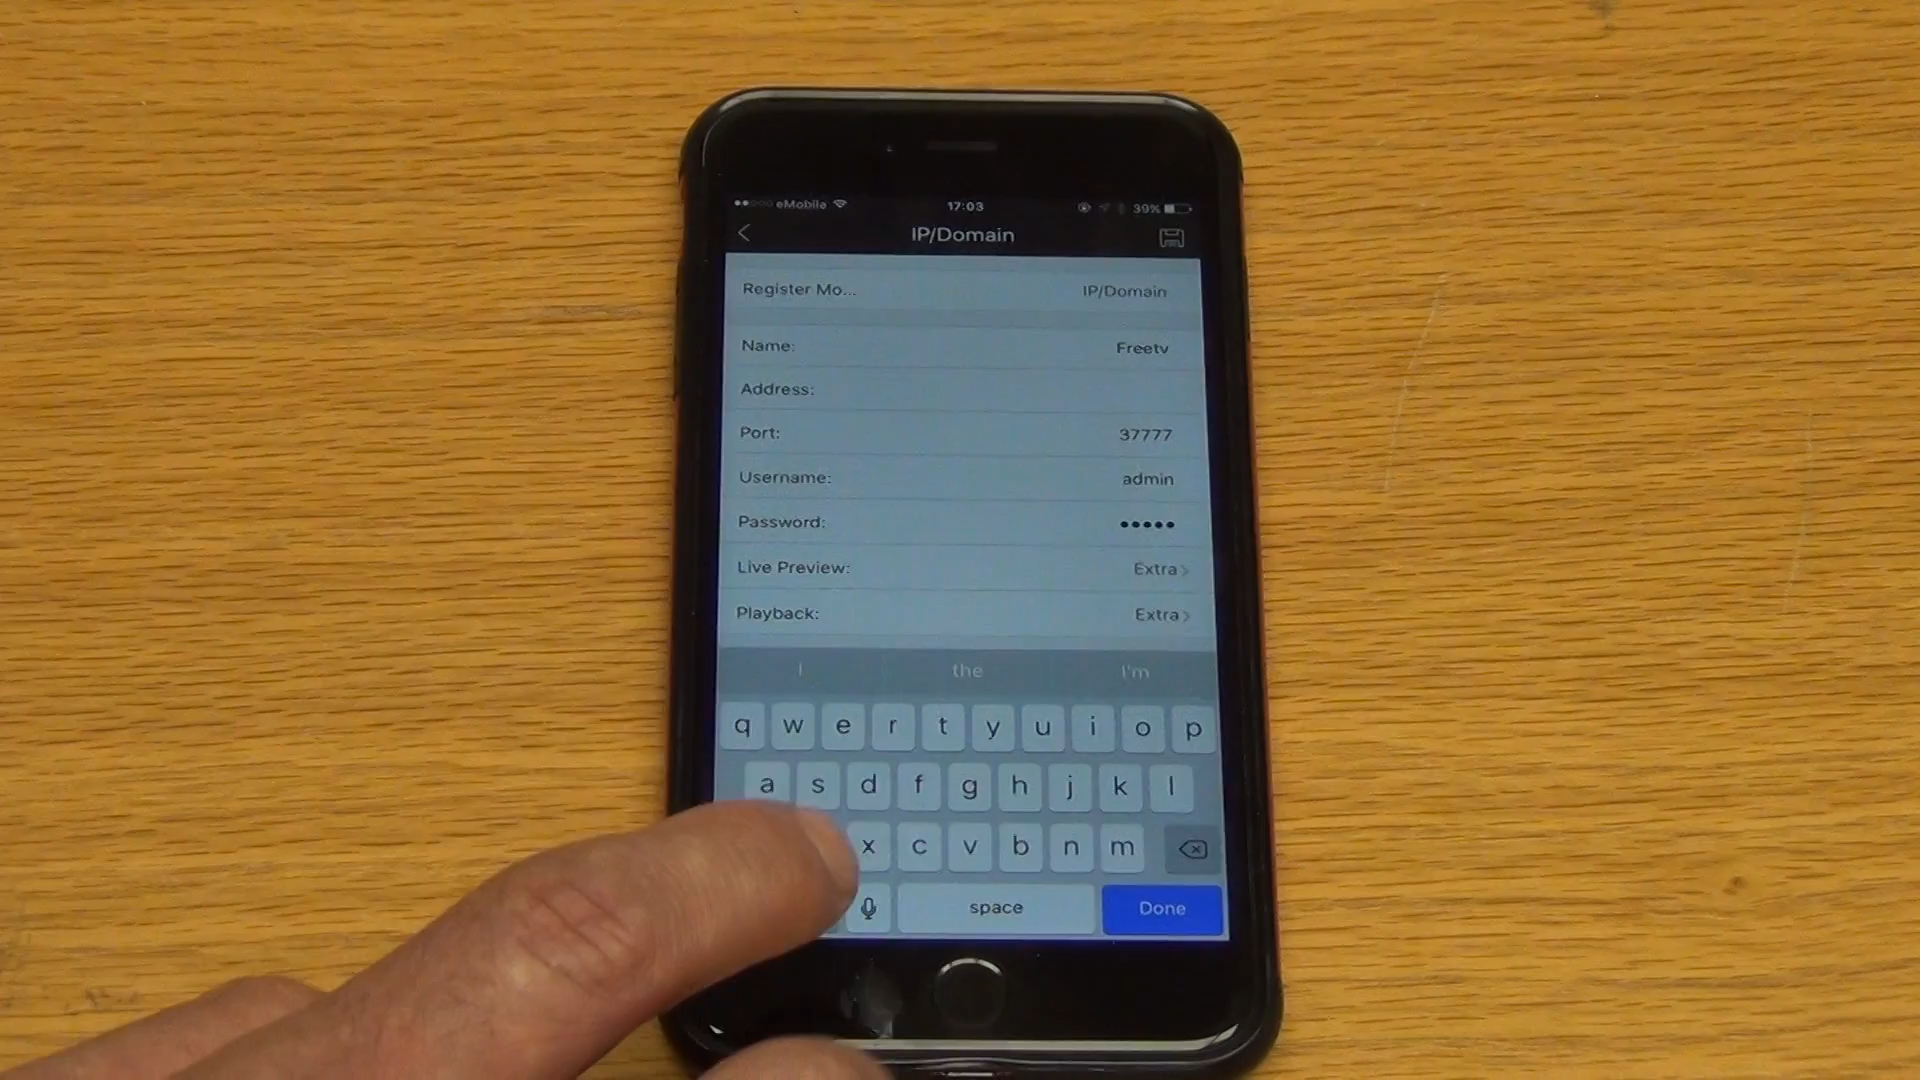 eMobile 17:03 39%
IP/Domain
Register Mo... IP/Domain
Name: Freetv
Address:
Port: 37777
Username: admin
Password: •••••
Live Preview: Extra >
Playback: Extra >
I the I'm
q w e r t y u i o p
a s d f g h j k l
x c v b n m
space Done